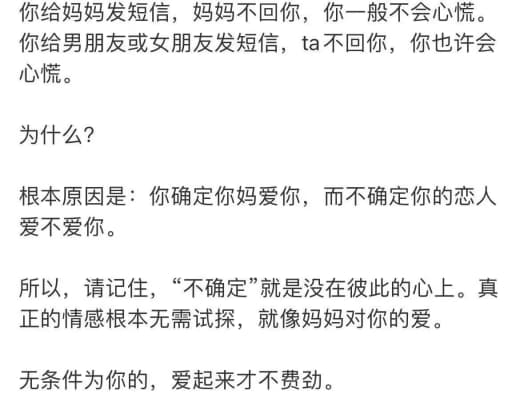 你给妈妈发短信，妈妈不回你，你一般不会心慌。
你给男朋友或女朋友发短信，ta不回你，你也许会
心慌。
为什么？
根本原因是：你确定你妈爱你，而不确定你的恋人
爱不爱你。
所以，请记住，“不确定”就是没在彼此的心上。真
正的情感根本无需试探，就像妈妈对你的爱。
无条件为你的，爱起来才不费劲。